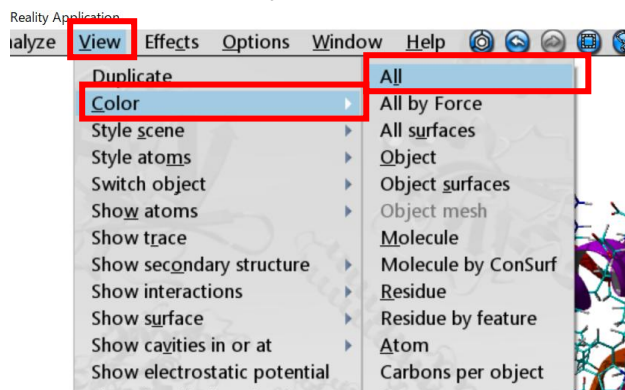 Reality Application
alyze View Effects Options Window Help
Duplicate
Color
Style scene
Style atoms
Switch object
Show atoms
Show trace
Show secondary structure
Show interactions
Show surface
Show cavities in or at
Show electrostatic potential
All
All by Force
All surfaces
Object
Object surfaces
Object mesh
Molecule
Molecule by ConSurf
Residue
Residue by feature
Atom
Carbons per object